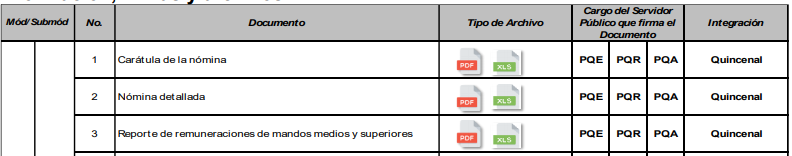 Mód/ Submód No. Documento Tipo de Archivo Cargo del Servidor Público que firma el Documento Integración
1 Carátula de la nómina PDF XLS PQE PQR PQA Quincenal
2 Nómina detallada PDF XLS PQE PQR PQA Quincenal
3 Reporte de remuneraciones de mandos medios y superiores PDF XLS PQE PQR PQA Quincenal